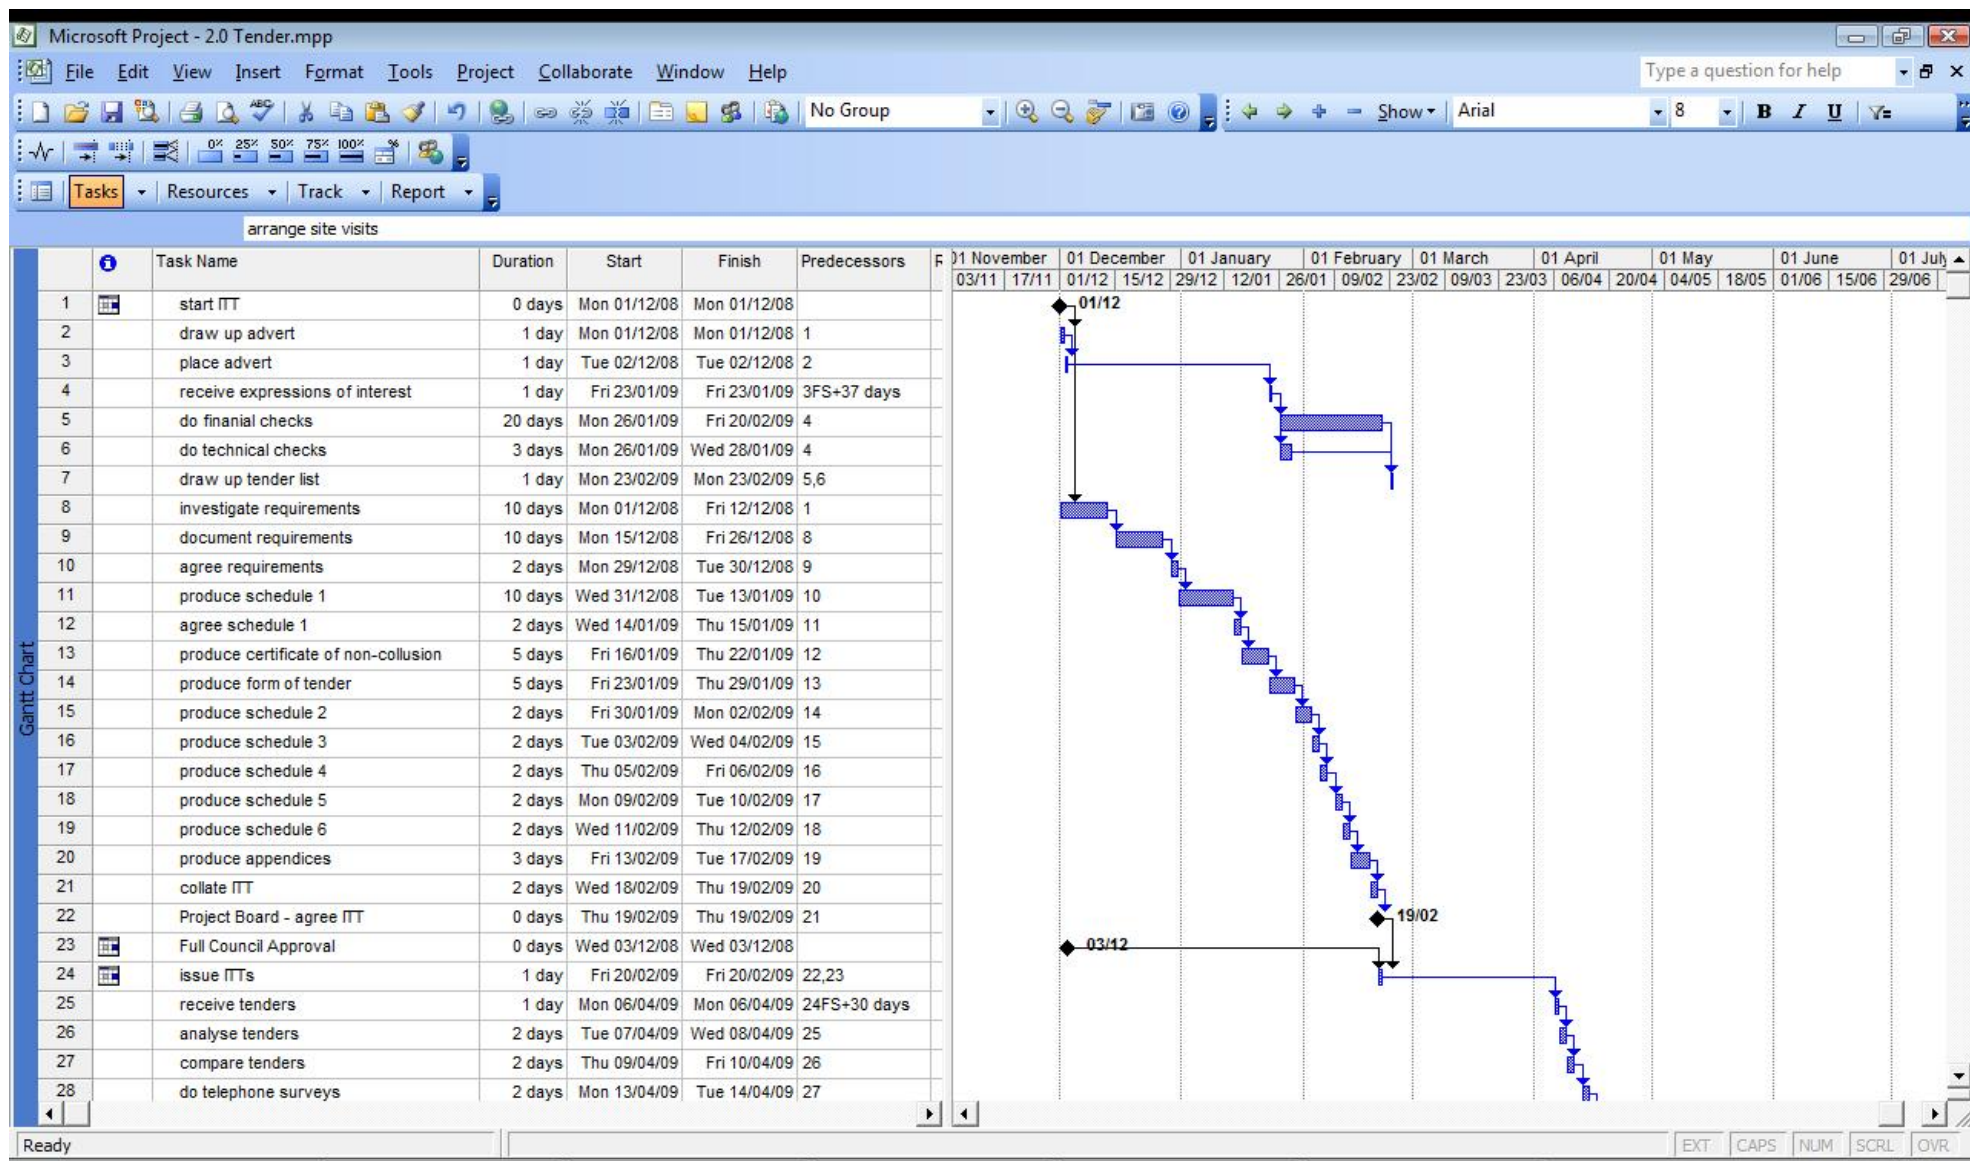 Microsoft Project - 2.0 Tender.mpp
File Edit View Insert Format Tools Project Collaborate Window Help Type a question for help
ABC No Group Show Arial 8 B I U
0% 25% 50% 75% 100% %
Tasks Resources Track Report
arrange site visits
Task Name Duration Start Finish Predecessors R
01 November 01 December 01 January 01 February 01 March 01 April 01 May 01 June 01 July
03/11 17/11 01/12 15/12 29/12 12/01 26/01 09/02 23/02 09/03 23/03 06/04 20/04 04/05 18/05 01/06 15/06 29/06
1 start ITT 0 days Mon 01/12/08 Mon 01/12/08 01/12
2 draw up advert 1 day Mon 01/12/08 Mon 01/12/08 1
3 place advert 1 day Tue 02/12/08 Tue 02/12/08 2
4 receive expressions of interest 1 day Fri 23/01/09 Fri 23/01/09 3FS+37 days
5 do finanial checks 20 days Mon 26/01/09 Fri 20/02/09 4
6 do technical checks 3 days Mon 26/01/09 Wed 28/01/09 4
7 draw up tender list 1 day Mon 23/02/09 Mon 23/02/09 5,6
8 investigate requirements 10 days Mon 01/12/08 Fri 12/12/08 1
9 document requirements 10 days Mon 15/12/08 Fri 26/12/08 8
10 agree requirements 2 days Mon 29/12/08 Tue 30/12/08 9
11 produce schedule 1 10 days Wed 31/12/08 Tue 13/01/09 10
12 agree schedule 1 2 days Wed 14/01/09 Thu 15/01/09 11
13 produce certificate of non-collusion 5 days Fri 16/01/09 Thu 22/01/09 12
14 produce form of tender 5 days Fri 23/01/09 Thu 29/01/09 13
15 produce schedule 2 2 days Fri 30/01/09 Mon 02/02/09 14
16 produce schedule 3 2 days Tue 03/02/09 Wed 04/02/09 15
17 produce schedule 4 2 days Thu 05/02/09 Fri 06/02/09 16
18 produce schedule 5 2 days Mon 09/02/09 Tue 10/02/09 17
19 produce schedule 6 2 days Wed 11/02/09 Thu 12/02/09 18
20 produce appendices 3 days Fri 13/02/09 Tue 17/02/09 19
21 collate ITT 2 days Wed 18/02/09 Thu 19/02/09 20
22 Project Board - agree ITT 0 days Thu 19/02/09 Thu 19/02/09 21 19/02
23 Full Council Approval 0 days Wed 03/12/08 Wed 03/12/08 03/12
24 issue ITTs 1 day Fri 20/02/09 Fri 20/02/09 22,23
25 receive tenders 1 day Mon 06/04/09 Mon 06/04/09 24FS+30 days
26 analyse tenders 2 days Tue 07/04/09 Wed 08/04/09 25
27 compare tenders 2 days Thu 09/04/09 Fri 10/04/09 26
28 do telephone surveys 2 days Mon 13/04/09 Tue 14/04/09 27
Gantt Chart
Ready EXT CAPS NUM SCRL OVR